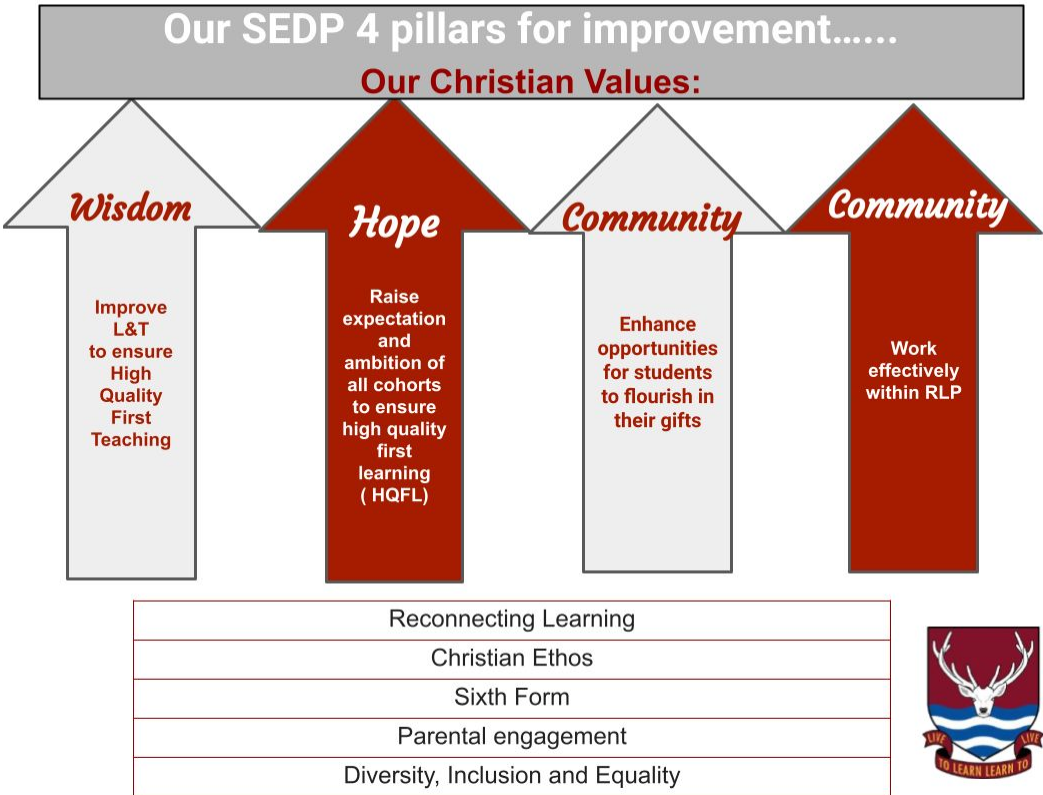 Our SEDP 4 pillars for improvement…...
Our Christian Values:
Wisdom
Improve
L&T
to ensure
High
Quality
First
Teaching
Hope
Raise
expectation
and
ambition of
all cohorts
to ensure
high quality
first
learning
( HQFL)
Community
Enhance
opportunities
for students
to flourish in
their gifts
Community
Work
effectively
within RLP
Reconnecting Learning
Christian Ethos
Sixth Form
Parental engagement
Diversity, Inclusion and Equality
LIVE LIVE
TO LEARN LEARN TO